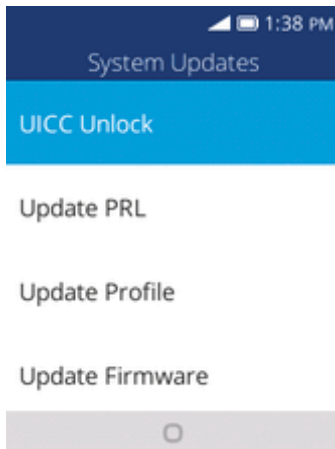 1:38 PM
System Updates
UICC Unlock
Update PRL
Update Profile
Update Firmware